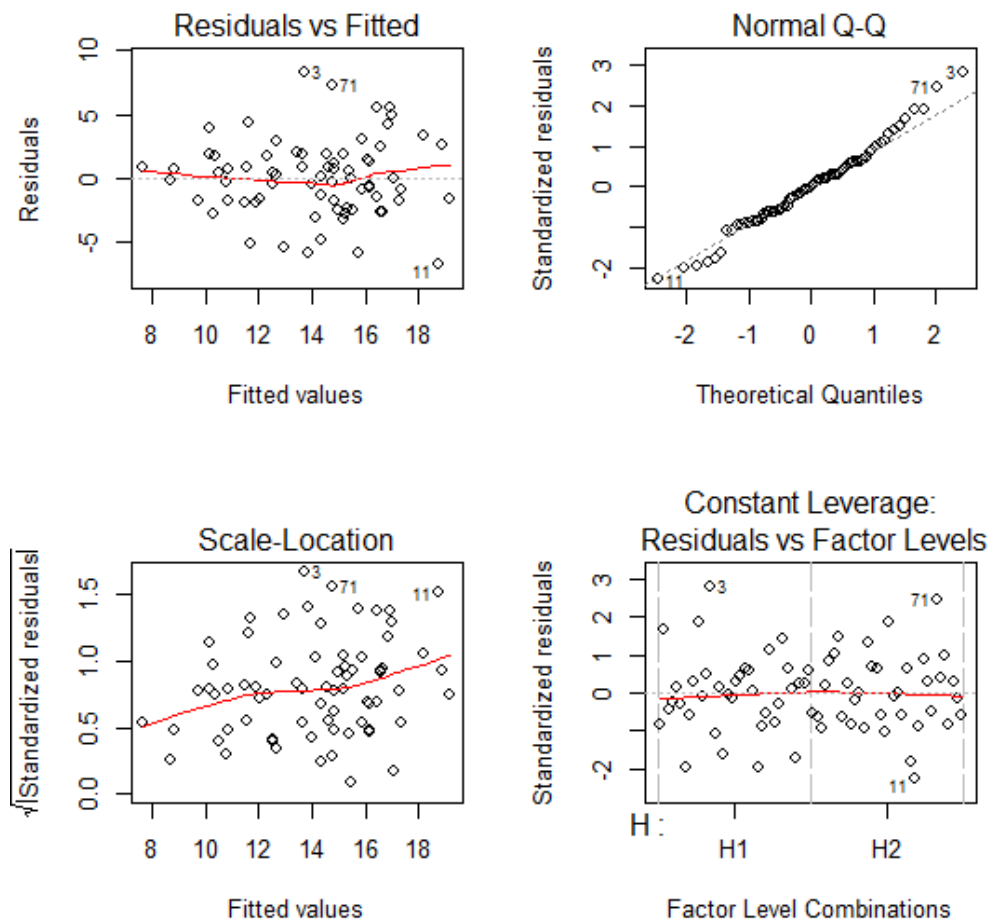 Residuals vs Fitted
Residuals
10
5
0
-5
3
71
11
8 10 12 14 16 18
Fitted values
Normal Q-Q
Standardized residuals
3
2
1
0
-2
3
71
11
-2 -1 0 1 2
Theoretical Quantiles
Scale-Location
√|Standardized residuals|
1.5
1.0
0.5
0.0
3
71
11
8 10 12 14 16 18
Fitted values
Constant Leverage:
Residuals vs Factor Levels
Standardized residuals
3
2
1
0
-2
3
71
11
H :
H1 H2
Factor Level Combinations